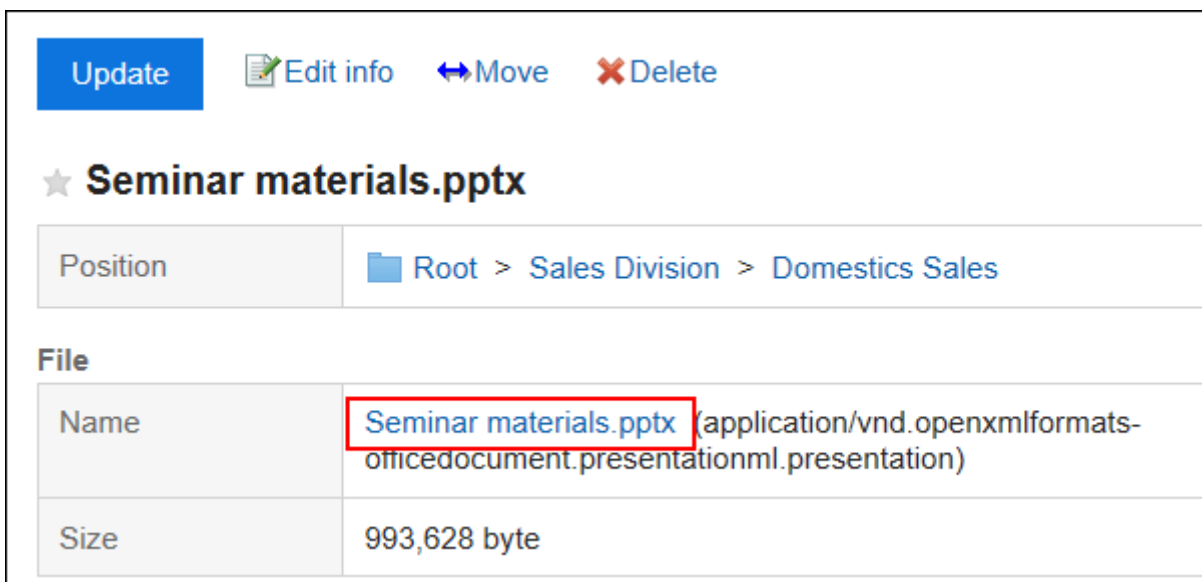 Update Edit info Move Delete
Seminar materials.pptx
Position Root > Sales Division > Domestics Sales
File
Name Seminar materials.pptx (application/vnd.openxmlformats-
officedocument.presentationml.presentation)
Size 993,628 byte